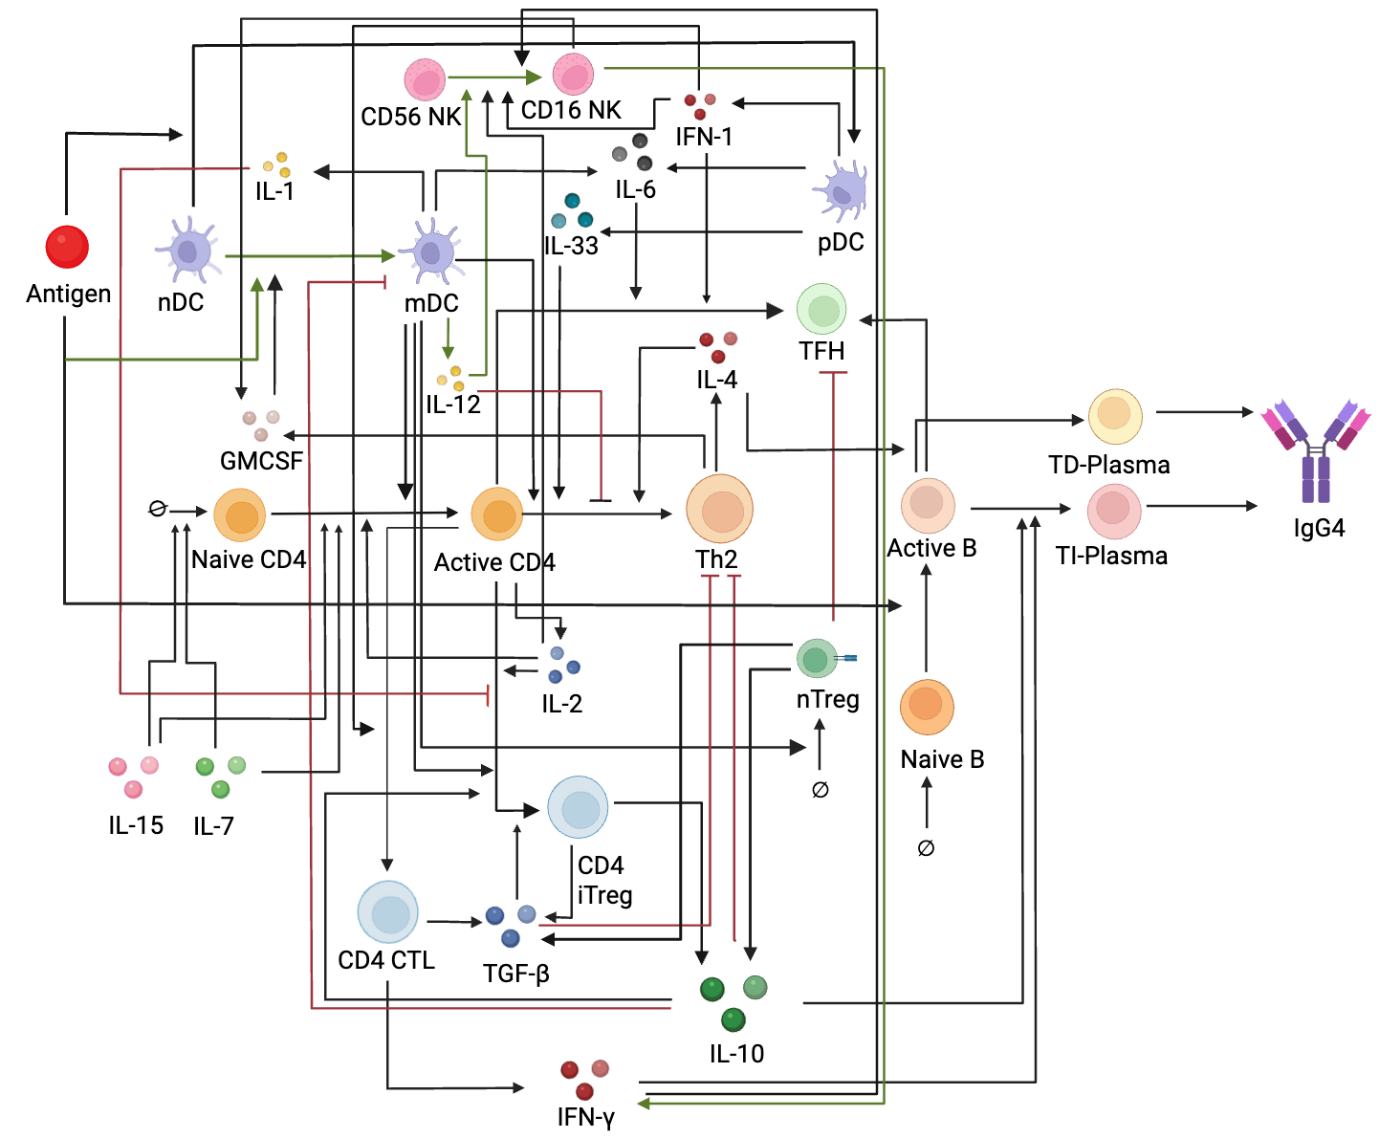 CD56 NK
CD16 NK
IFN-1
IL-1
IL-6
IL-33
pDC
Antigen
nDC
mDC
TFH
IL-4
IL-12
GMCSF
TD-Plasma
∅
Naive CD4
Active CD4
Th2
Active B
TI-Plasma
IgG4
IL-2
nTreg
Naive B
∅
IL-15
IL-7
∅
CD4
iTreg
CD4 CTL
TGF-β
IL-10
IFN-γ